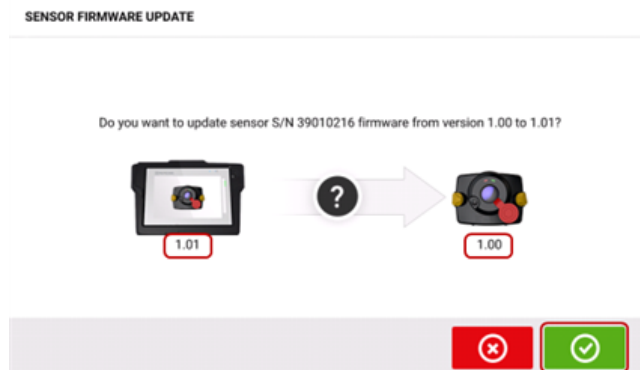 SENSOR FIRMWARE UPDATE
Do you want to update sensor S/N 39010216 firmware from version 1.00 to 1.01?
?
1.01
1.00